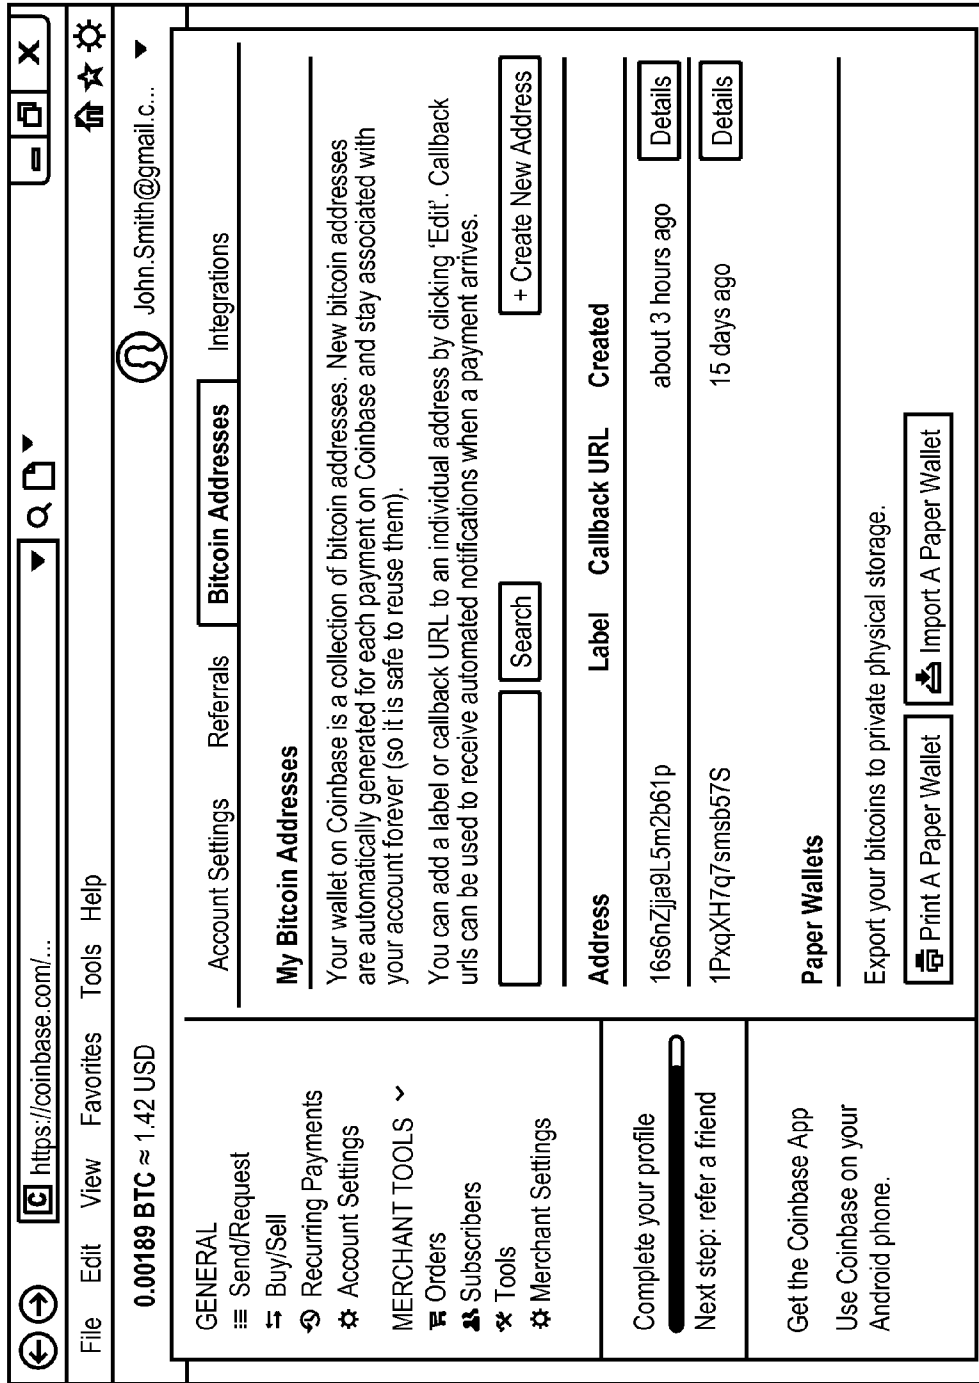 C https://coinbase.com/...
File Edit View Favorites Tools Help
0.00189 BTC ≈ 1.42 USD
John.Smith@gmail.c...
GENERAL
Send/Request
Buy/Sell
Recurring Payments
Account Settings
MERCHANT TOOLS
Orders
Subscribers
Tools
Merchant Settings
Complete your profile
Next step: refer a friend
Get the Coinbase App
Use Coinbase on your
Android phone.
Account Settings Referrals Bitcoin Addresses Integrations
My Bitcoin Addresses
Your wallet on Coinbase is a collection of bitcoin addresses. New bitcoin addresses
are automatically generated for each payment on Coinbase and stay associated with
your account forever (so it is safe to reuse them).
You can add a label or callback URL to an individual address by clicking ‘Edit’. Callback
urls can be used to receive automated notifications when a payment arrives.
Search + Create New Address
Address Label Callback URL Created
16s6nZjja9L5m2b61p about 3 hours ago Details
1PxqXH7q7smsb57S 15 days ago Details
Paper Wallets
Export your bitcoins to private physical storage.
Print A Paper Wallet Import A Paper Wallet